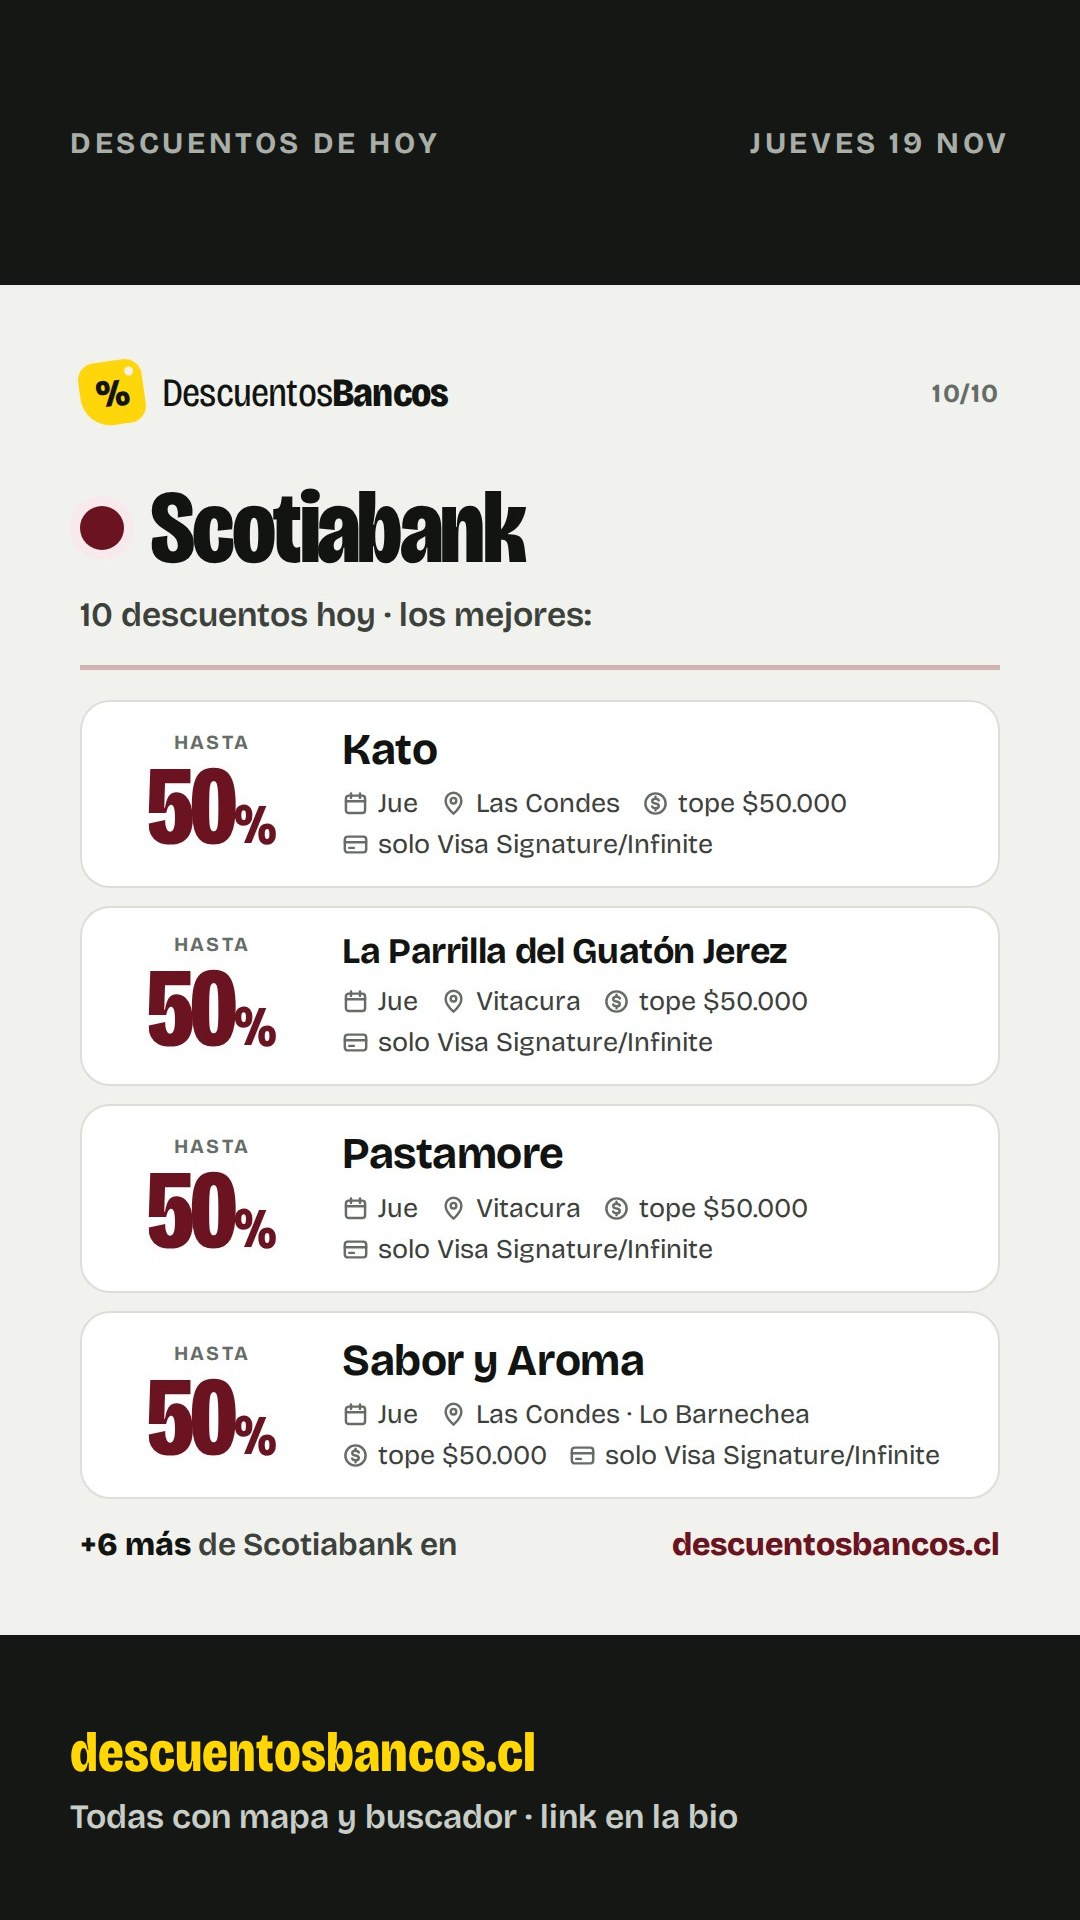 DESCUENTOS DE HOY
JUEVES 19 NOV
%
DescuentosBancos
10/10
Scotiabank
10 descuentos hoy · los mejores:
HASTA
50%
Kato
Jue Las Condes tope $50.000
solo Visa Signature/Infinite
HASTA
50%
La Parrilla del Guatón Jerez
Jue Vitacura tope $50.000
solo Visa Signature/Infinite
HASTA
50%
Pastamore
Jue Vitacura tope $50.000
solo Visa Signature/Infinite
HASTA
50%
Sabor y Aroma
Jue Las Condes · Lo Barnechea
tope $50.000 solo Visa Signature/Infinite
+6 más de Scotiabank en
descuentosbancos.cl
descuentosbancos.cl
Todas con mapa y buscador · link en la bio